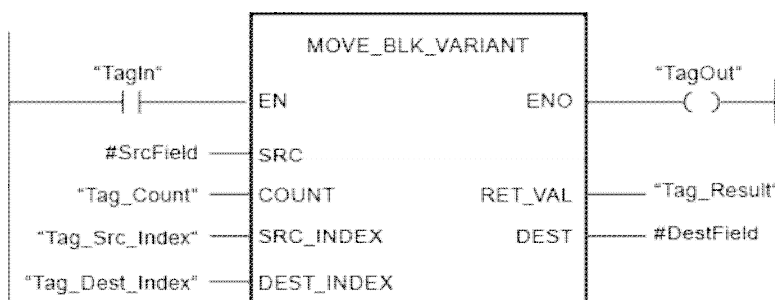 MOVE_BLK_VARIANT
"TagIn"
"TagOut"
EN
ENO
#SrcField
SRC
"Tag_Count"
COUNT
RET_VAL
"Tag_Result"
"Tag_Src_Index"
SRC_INDEX
DEST
#DestField
"Tag_Dest_Index"
DEST_INDEX